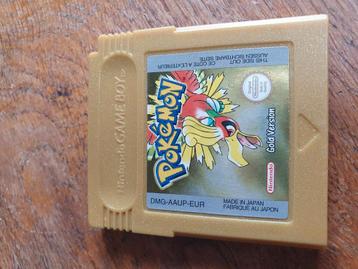 Nintendo GAME BOY
THIS SIDE OUT
CE COTE A L'EXTERIEUR
AUSSEN SICHTBARE SEITE
POKéMON
Gold Version
Nintendo
DMG-AAUP-EUR
MADE IN JAPAN
FABRIQUE AU JAPON